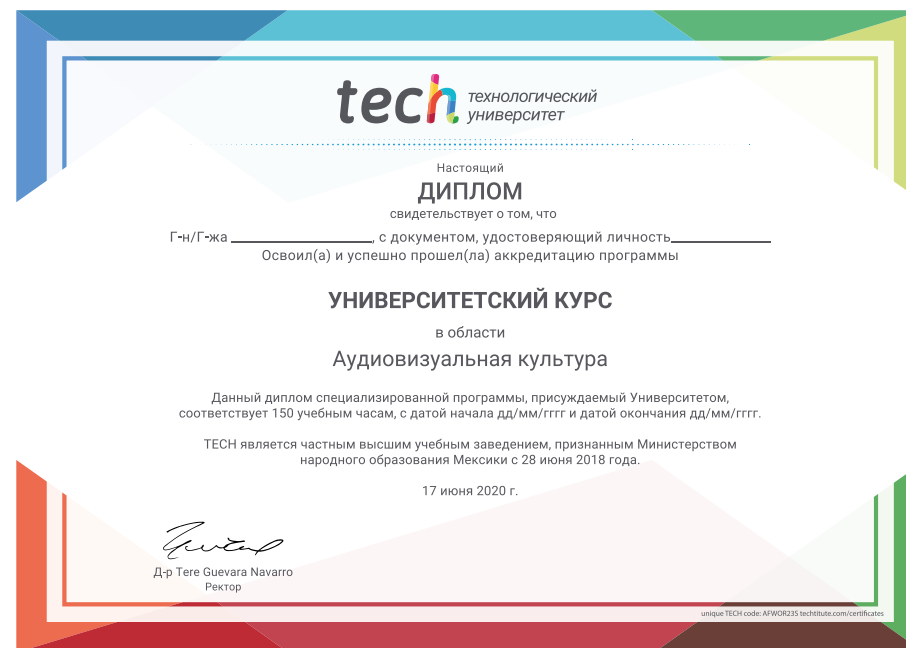 tech технологический
университет
Настоящий
ДИПЛОМ
свидетельствует о том, что
Г-н/Г-жа , с документом, удостоверяющий личность
Освоил(а) и успешно прошел(ла) аккредитацию программы
УНИВЕРСИТЕТСКИЙ КУРС
в области
Аудиовизуальная культура
Данный диплом специализированной программы, присуждаемый Университетом,
соответствует 150 учебным часам, с датой начала дд/мм/гггг и датой окончания дд/мм/гггг.
TECH является частным высшим учебным заведением, признанным Министерством
народного образования Мексики с 28 июня 2018 года.
17 июня 2020 г.
Д-р Tere Guevara Navarro
Ректор
unique TECH code: AFWOR23S techtitute.com/certificates